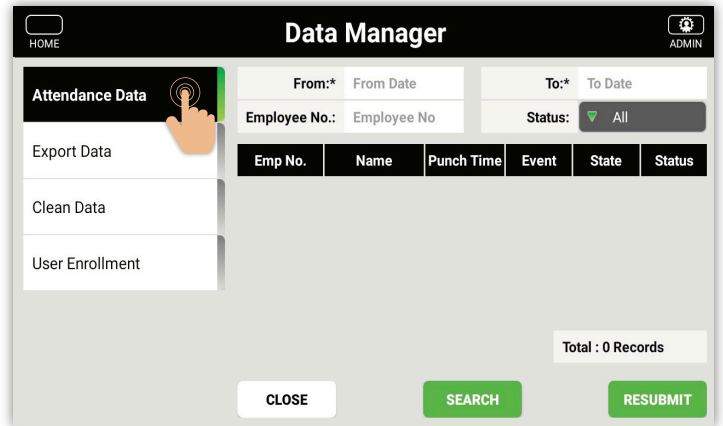 HOME
Data Manager
ADMIN
Attendance Data
Export Data
Clean Data
User Enrollment
From:* From Date To:* To Date
Employee No.: Employee No Status: All
Emp No. Name Punch Time Event State Status
Total : 0 Records
CLOSE SEARCH RESUBMIT